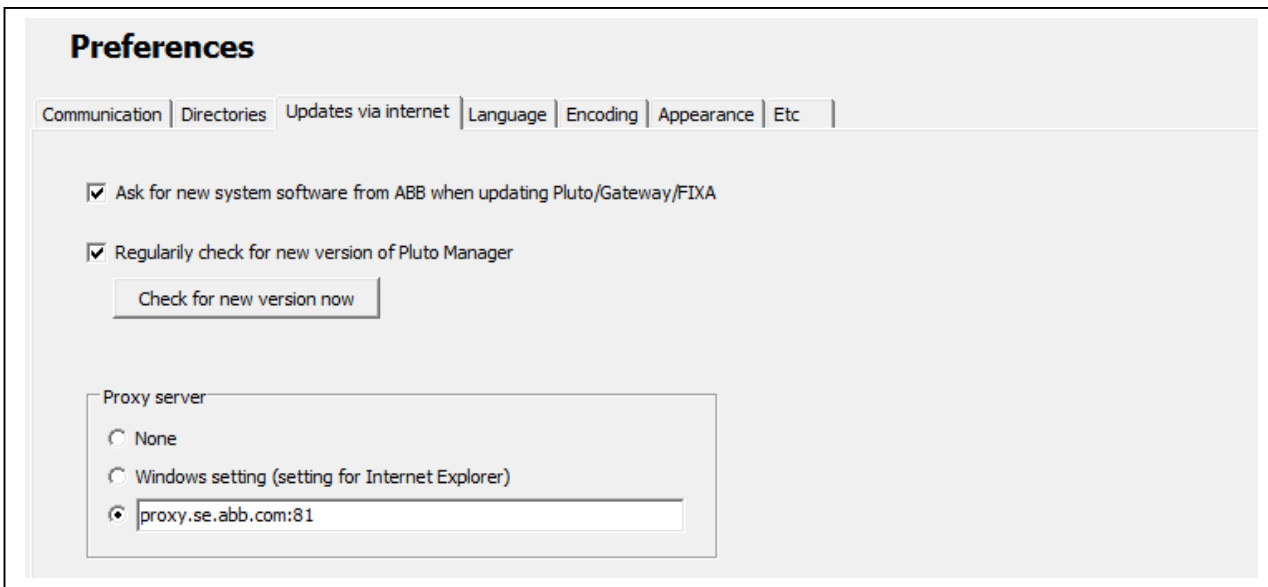 Preferences
Communication Directories Updates via internet Language Encoding Appearance Etc
Ask for new system software from ABB when updating Pluto/Gateway/FIXA
Regularily check for new version of Pluto Manager
Check for new version now
Proxy server
None
Windows setting (setting for Internet Explorer)
proxy.se.abb.com:81